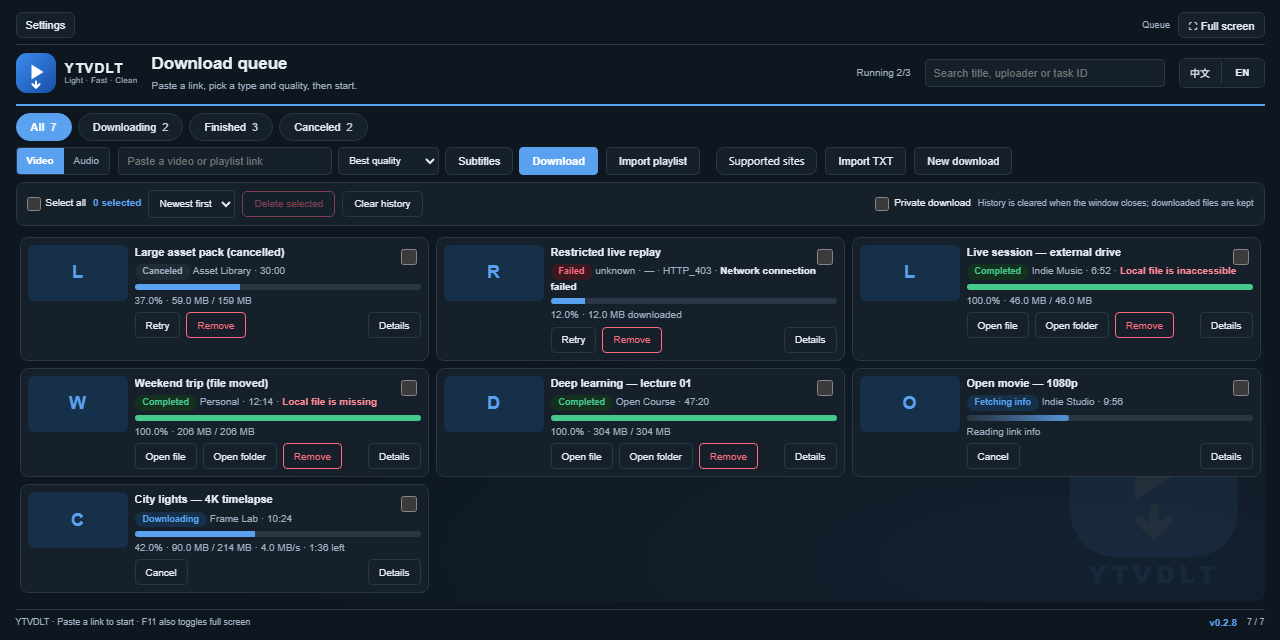 Settings
Queue
Full screen
YTVDLT
Light · Fast · Clean
Download queue
Paste a link, pick a type and quality, then start.
Running 2/3
Search title, uploader or task ID
中文
EN
All 7
Downloading 2
Finished 3
Canceled 2
Video
Audio
Paste a video or playlist link
Best quality
Subtitles
Download
Import playlist
Supported sites
Import TXT
New download
Select all
0 selected
Newest first
Delete selected
Clear history
Private download
History is cleared when the window closes; downloaded files are kept
L
Large asset pack (cancelled)
Canceled Asset Library · 30:00
37.0% · 59.0 MB / 159 MB
Retry
Remove
Details
R
Restricted live replay
Failed unknown · — · HTTP_403 · Network connection
failed
12.0% · 12.0 MB downloaded
Retry
Remove
Details
L
Live session — external drive
Completed Indie Music · 6:52 · Local file is inaccessible
100.0% · 46.0 MB / 46.0 MB
Open file
Open folder
Remove
Details
W
Weekend trip (file moved)
Completed Personal · 12:14 · Local file is missing
100.0% · 206 MB / 206 MB
Open file
Open folder
Remove
Details
D
Deep learning — lecture 01
Completed Open Course · 47:20
100.0% · 304 MB / 304 MB
Open file
Open folder
Remove
Details
O
Open movie — 1080p
Fetching info Indie Studio · 9:56
Reading link info
Cancel
Details
C
City lights — 4K timelapse
Downloading Frame Lab · 10:24
42.0% · 90.0 MB / 214 MB · 4.0 MB/s · 1:36 left
Cancel
Details
YTVDLT
YTVDLT · Paste a link to start · F11 also toggles full screen
v0.2.8
7 / 7